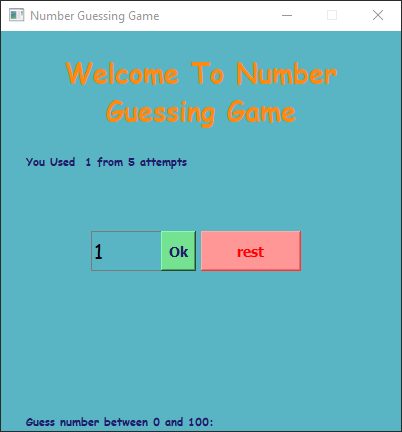 Number Guessing Game
Welcome To Number
Guessing Game
You Used  1 from 5 attempts
1 Ok rest
Guess number between 0 and 100: